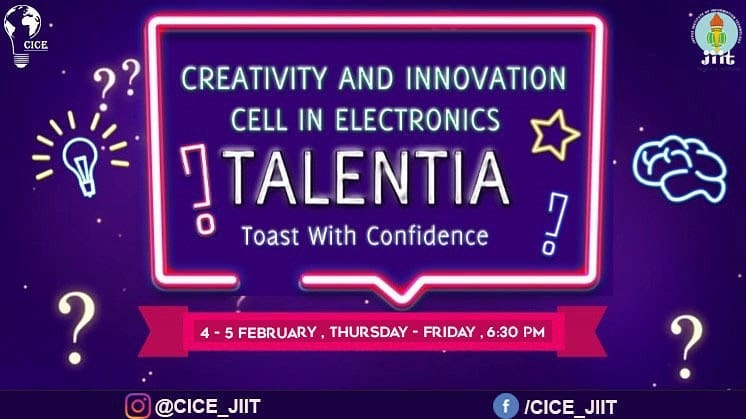 CICE
jiit
??
CREATIVITY AND INNOVATION
CELL IN ELECTRONICS
TALENTIA
Toast With Confidence
!
!
?
?
4 - 5 FEBRUARY , THURSDAY - FRIDAY , 6:30 PM
@CICE_JIIT
/CICE_JIIT